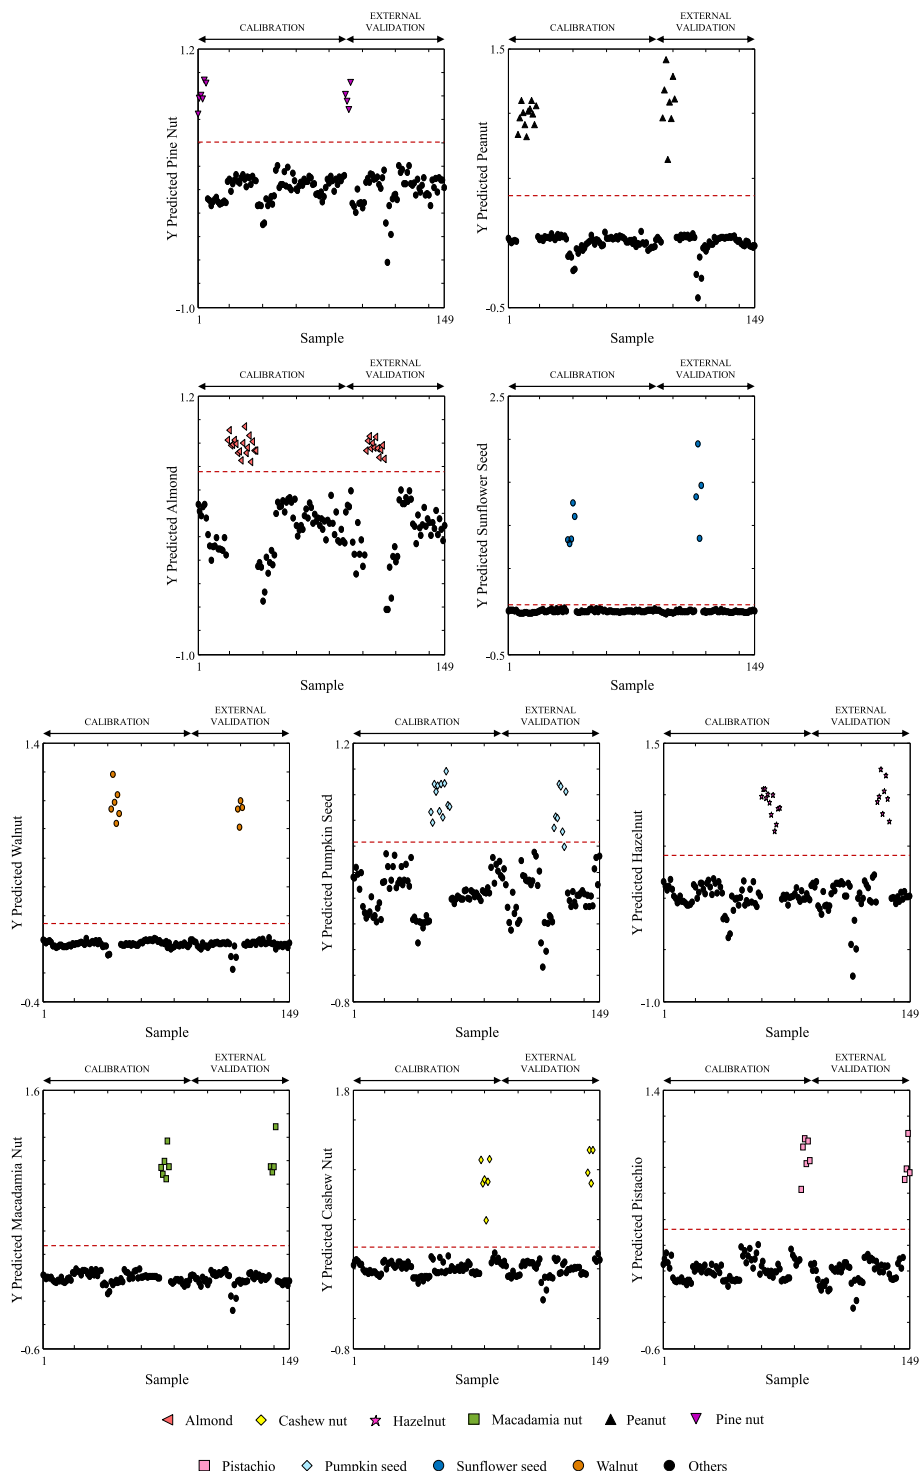 CALIBRATION
EXTERNAL
VALIDATION
1.2
Y Predicted Pine Nut
-1.0
1
149
Sample
CALIBRATION
EXTERNAL
VALIDATION
1.5
Y Predicted Peanut
-0.5
1
149
Sample
CALIBRATION
EXTERNAL
VALIDATION
1.2
Y Predicted Almond
-1.0
1
149
Sample
CALIBRATION
EXTERNAL
VALIDATION
2.5
Y Predicted Sunflower Seed
-0.5
1
149
Sample
CALIBRATION
EXTERNAL
VALIDATION
1.4
Y Predicted Walnut
-0.4
1
149
Sample
CALIBRATION
EXTERNAL
VALIDATION
1.2
Y Predicted Pumpkin Seed
-0.8
1
149
Sample
CALIBRATION
EXTERNAL
VALIDATION
1.5
Y Predicted Hazelnut
-1.0
1
149
Sample
CALIBRATION
EXTERNAL
VALIDATION
1.6
Y Predicted Macadamia Nut
-0.6
1
149
Sample
CALIBRATION
EXTERNAL
VALIDATION
1.8
Y Predicted Cashew Nut
-0.8
1
149
Sample
CALIBRATION
EXTERNAL
VALIDATION
1.4
Y Predicted Pistachio
-0.6
1
149
Sample
Almond Cashew nut Hazelnut Macadamia nut Peanut Pine nut
Pistachio Pumpkin seed Sunflower seed Walnut Others